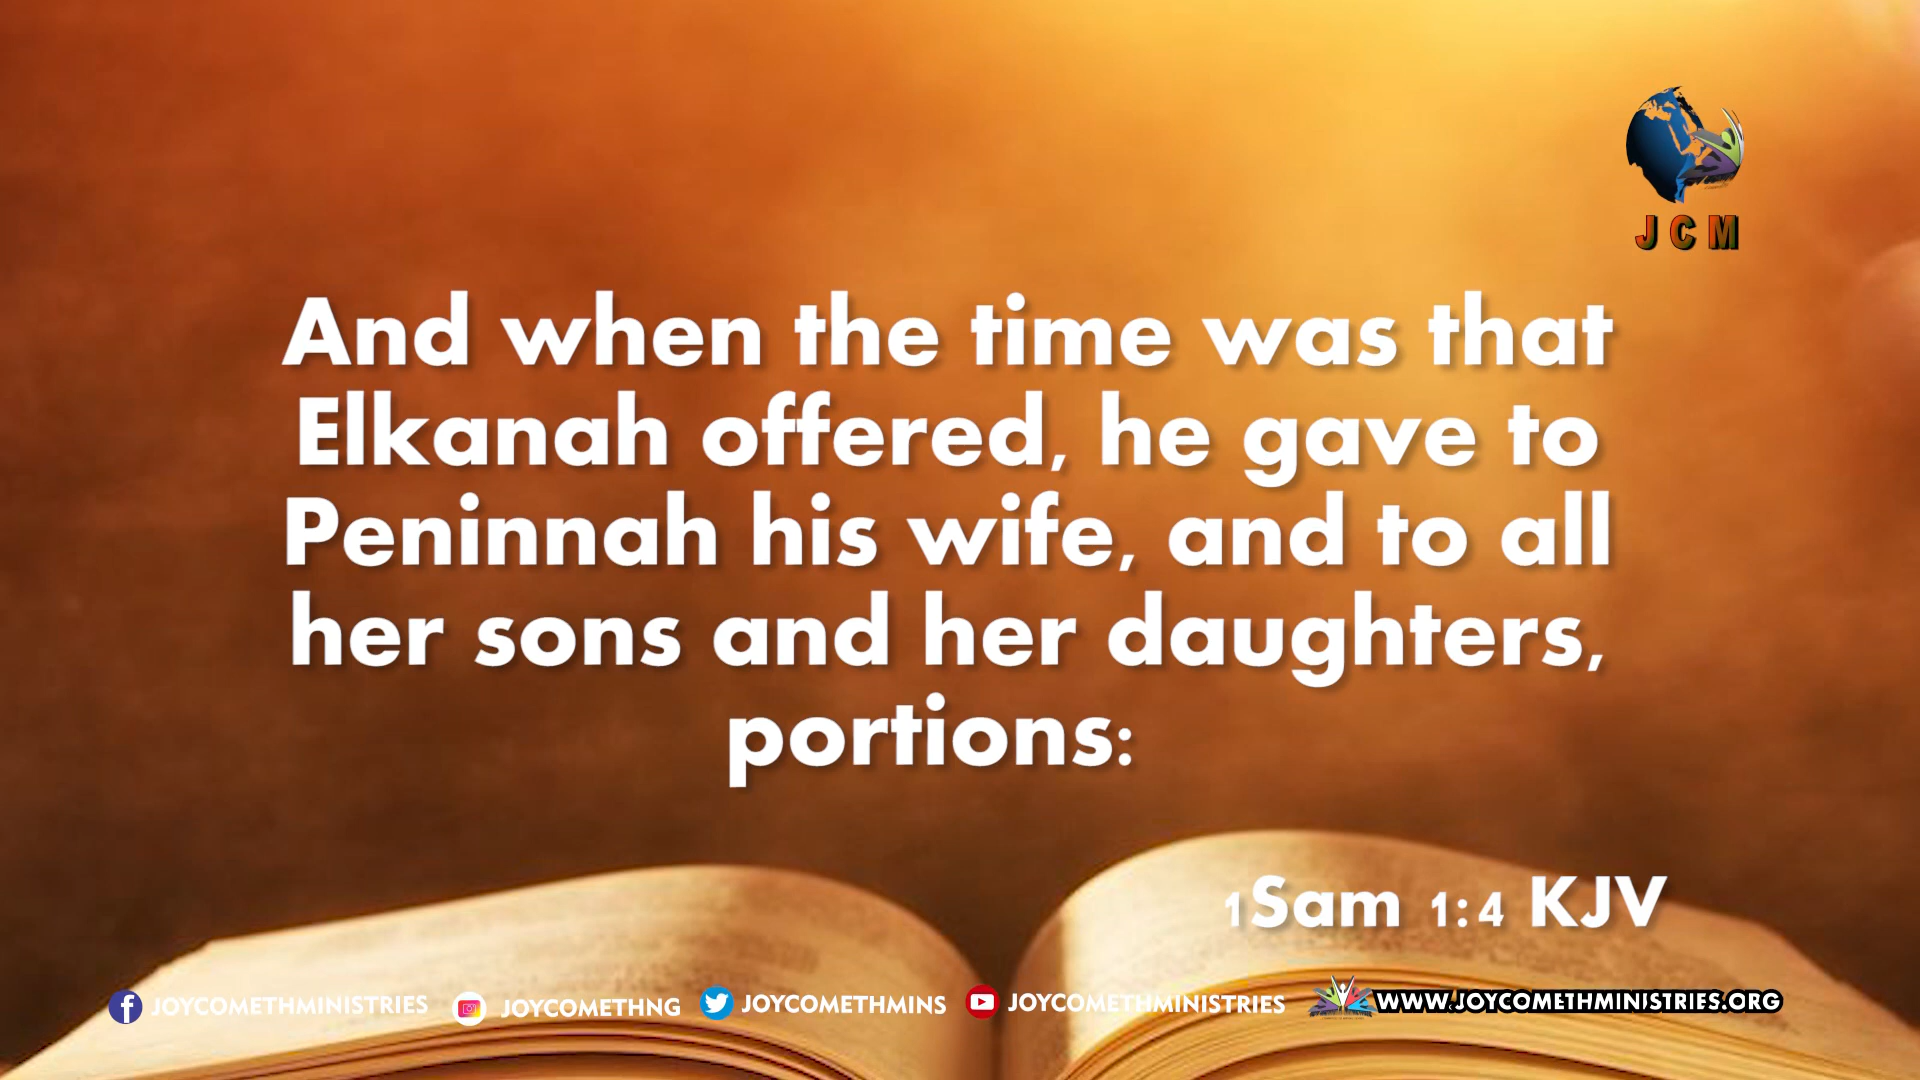 J C M
And when the time was that
Elkanah offered, he gave to
Peninnah his wife, and to all
her sons and her daughters,
portions:
1Sam 1:4 KJV
JOYCOMETHMINISTRIES JOYCOMETHNG JOYCOMETHMINS JOYCOMETHMINISTRIES WWW.JOYCOMETHMINISTRIES.ORG